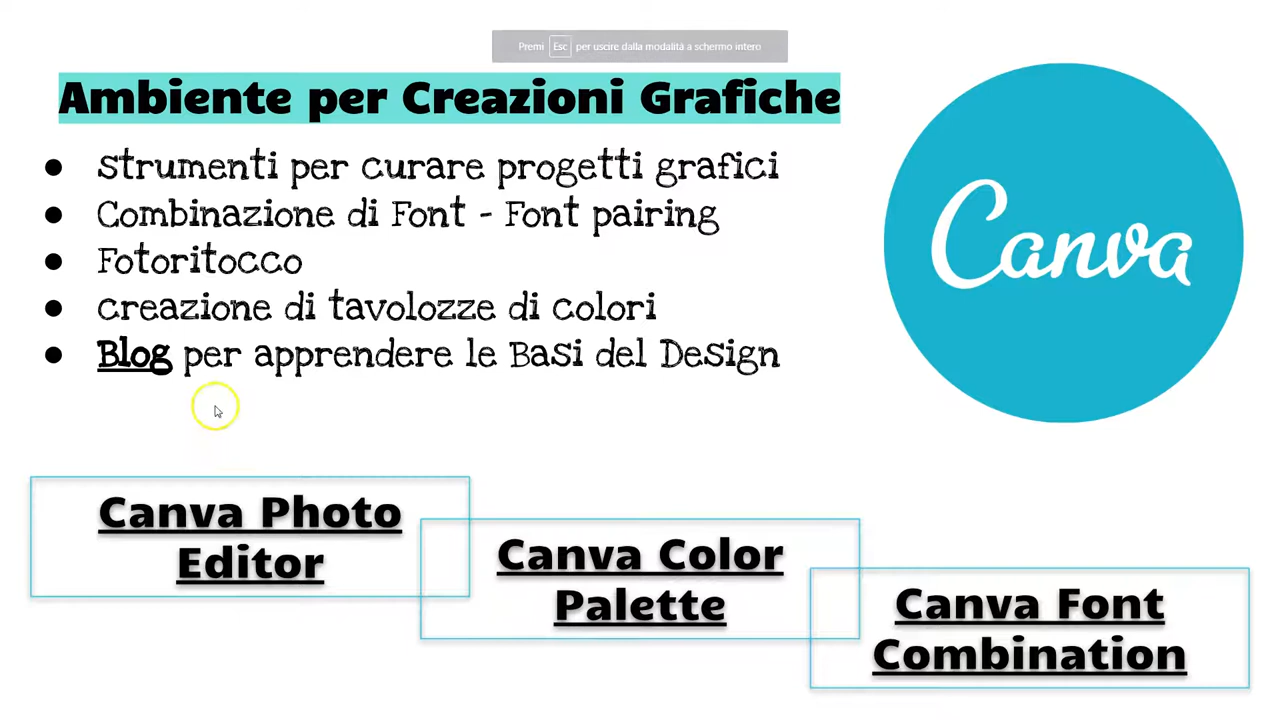 Premi Esc per uscire dalla modalità a schermo intero
Ambiente per Creazioni Grafiche
● strumenti per curare progetti grafici
● Combinazione di Font - Font pairing
● Fotoritocco
● creazione di tavolozze di colori
● Blog per apprendere le Basi del Design
Canva
Canva Photo
Editor
Canva Color
Palette
Canva Font
Combination